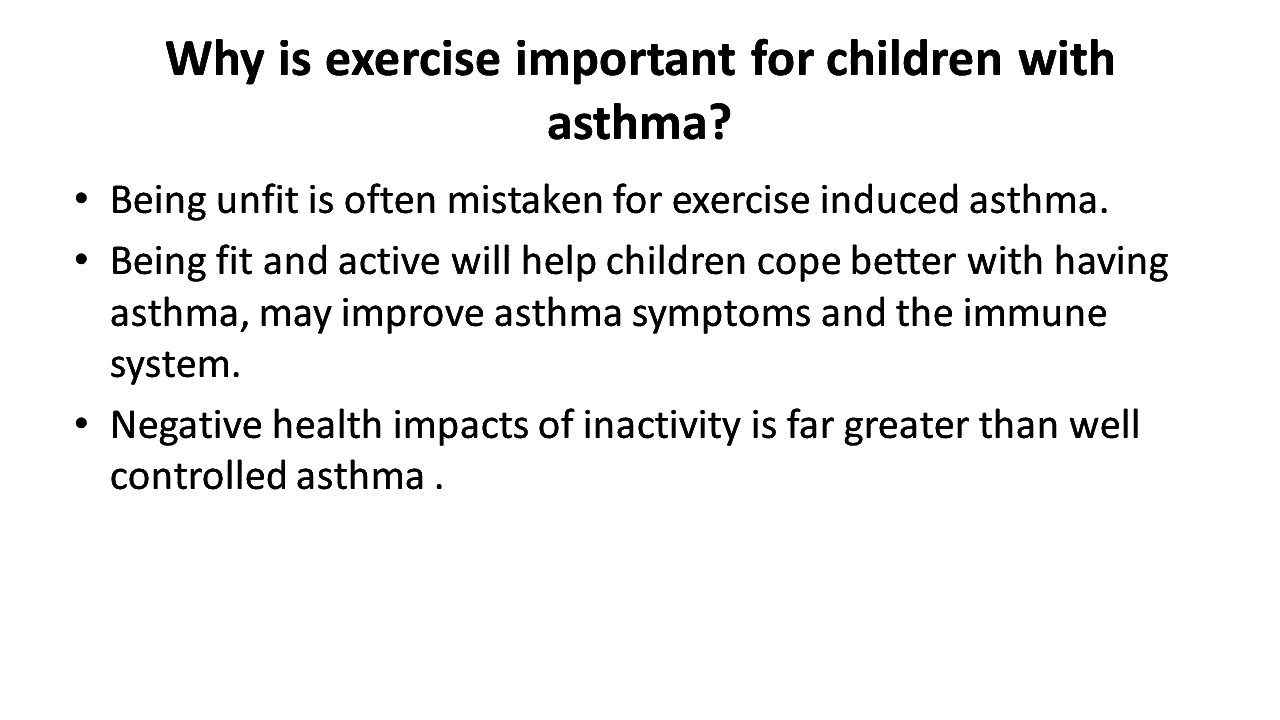 Why is exercise important for children with
asthma?
• Being unfit is often mistaken for exercise induced asthma.
• Being fit and active will help children cope better with having
asthma, may improve asthma symptoms and the immune
system.
• Negative health impacts of inactivity is far greater than well
controlled asthma .